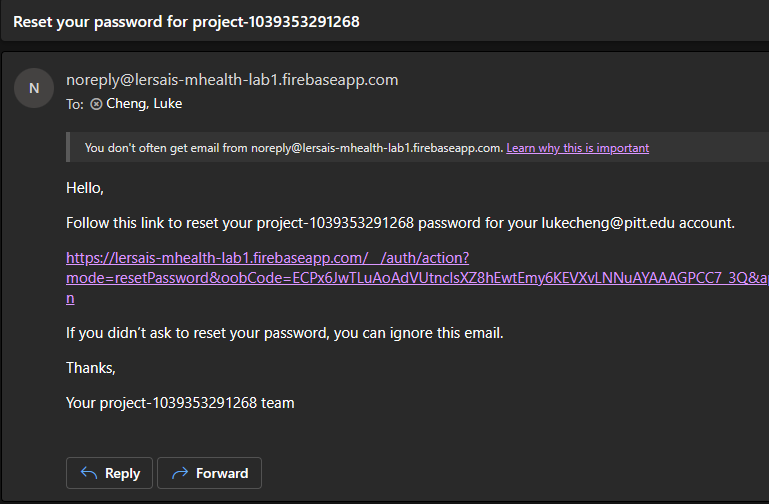 Reset your password for project-1039353291268
N
noreply@lersais-mhealth-lab1.firebaseapp.com
To: Cheng, Luke
You don't often get email from noreply@lersais-mhealth-lab1.firebaseapp.com. Learn why this is important
Hello,
Follow this link to reset your project-1039353291268 password for your lukecheng@pitt.edu account.
https://lersais-mhealth-lab1.firebaseapp.com/__/auth/action?
mode=resetPassword&oobCode=ECPx6JwTLuAoAdVUtncIsXZ8hEwtEmy6KEVXvLNNuAYAAAGPCC7_3Q&a
n
If you didn’t ask to reset your password, you can ignore this email.
Thanks,
Your project-1039353291268 team
Reply
Forward